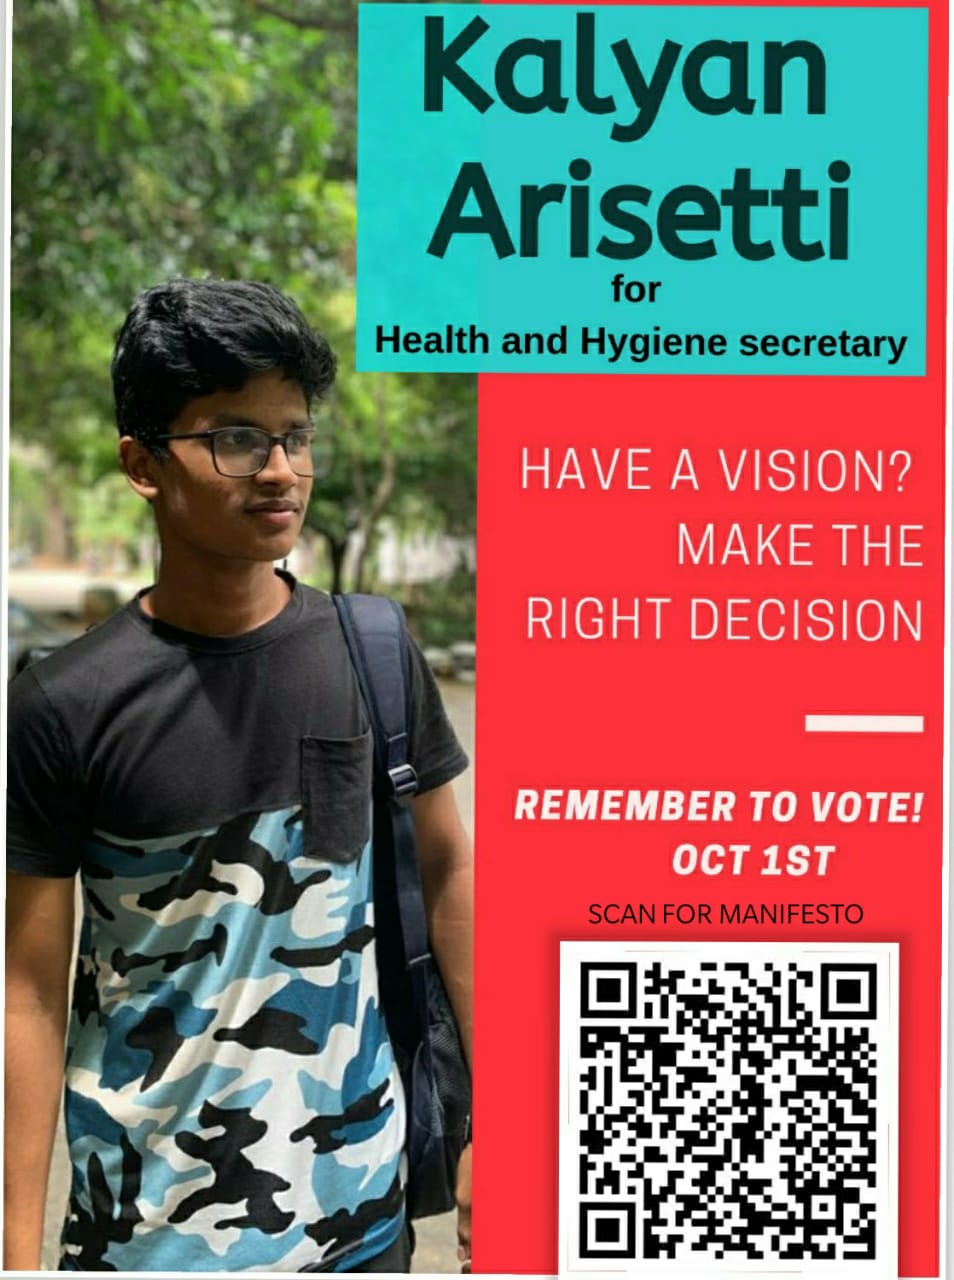 Kalyan
Arisetti
for
Health and Hygiene secretary
HAVE A VISION?
MAKE THE
RIGHT DECISION
REMEMBER TO VOTE!
OCT 1ST
SCAN FOR MANIFESTO